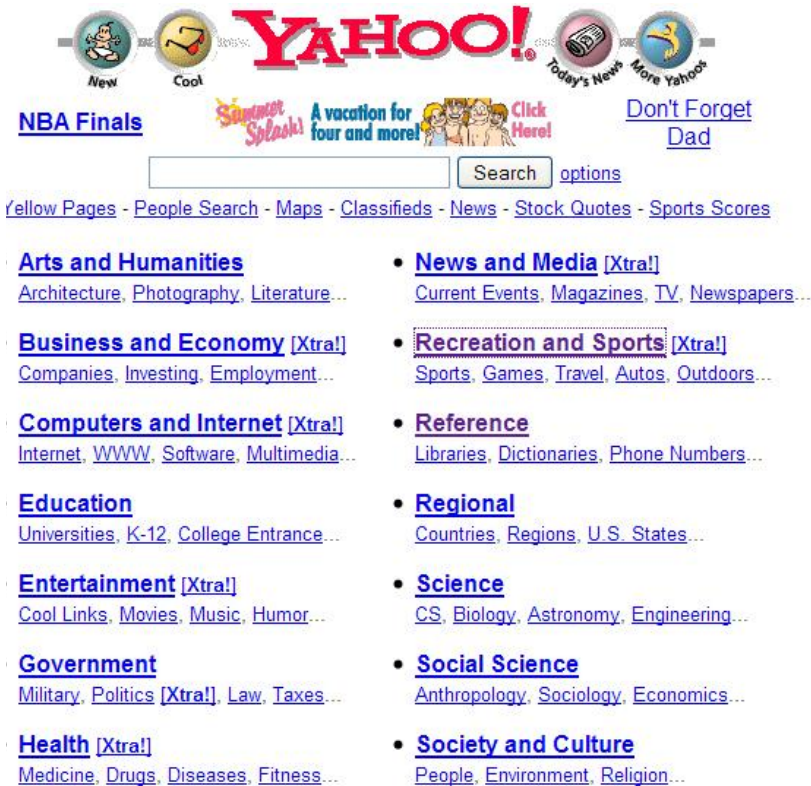 YAHOO!
New
Cool
Today's News
More Yahoos
NBA Finals
Summer Splash! A vacation for four and more! Click Here!
Don't Forget Dad
Search options
Yellow Pages - People Search - Maps - Classifieds - News - Stock Quotes - Sports Scores
Arts and Humanities
Architecture, Photography, Literature...
Business and Economy [Xtra!]
Companies, Investing, Employment...
Computers and Internet [Xtra!]
Internet, WWW, Software, Multimedia...
Education
Universities, K-12, College Entrance...
Entertainment [Xtra!]
Cool Links, Movies, Music, Humor...
Government
Military, Politics [Xtra!], Law, Taxes...
Health [Xtra!]
Medicine, Drugs, Diseases, Fitness...
News and Media [Xtra!]
Current Events, Magazines, TV, Newspapers...
Recreation and Sports [Xtra!]
Sports, Games, Travel, Autos, Outdoors...
Reference
Libraries, Dictionaries, Phone Numbers...
Regional
Countries, Regions, U.S. States...
Science
CS, Biology, Astronomy, Engineering...
Social Science
Anthropology, Sociology, Economics...
Society and Culture
People, Environment, Religion...